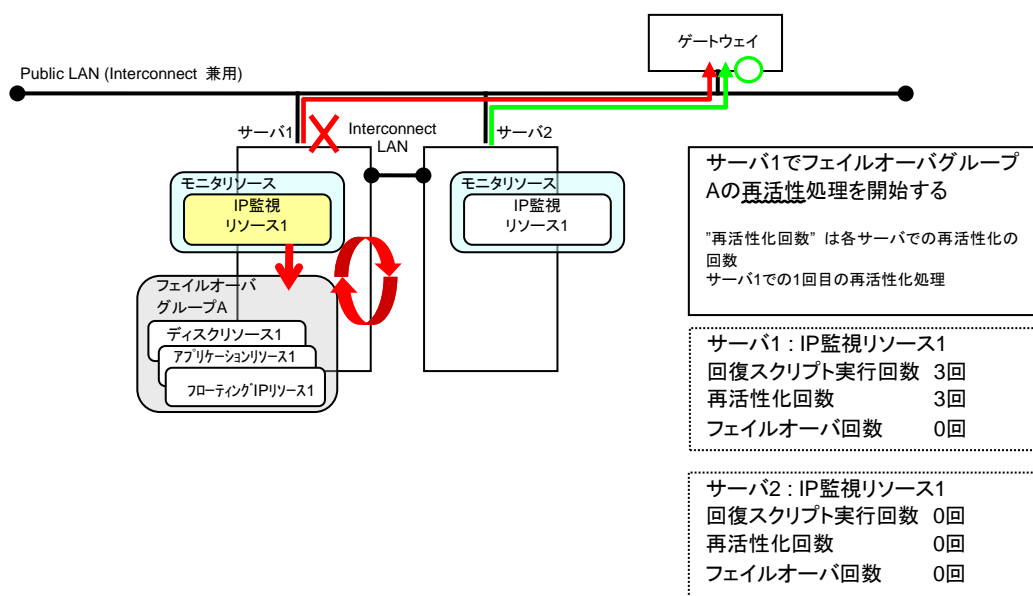 ゲートウェイ
Public LAN (Interconnect 兼用)
サーバ1
Interconnect
LAN
サーバ2
モニタリソース
IP監視
リソース1
モニタリソース
IP監視
リソース1
フェイルオーバ
グループA
ディスクリソース1
アプリケーションリソース1
フローティングIPリソース1
サーバ1でフェイルオーバグループ
Aの再活性処理を開始する
"再活性化回数" は各サーバでの再活性化の
回数
サーバ1での1回目の再活性化処理
サーバ1 : IP監視リソース1
回復スクリプト実行回数 3回
再活性化回数 3回
フェイルオーバ回数 0回
サーバ2 : IP監視リソース1
回復スクリプト実行回数 0回
再活性化回数 0回
フェイルオーバ回数 0回